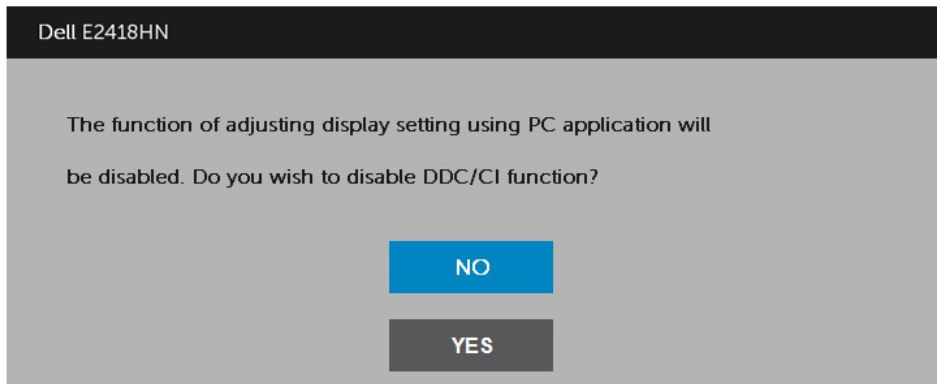 Dell E2418HN
The function of adjusting display setting using PC application will
be disabled. Do you wish to disable DDC/CI function?
NO
YES